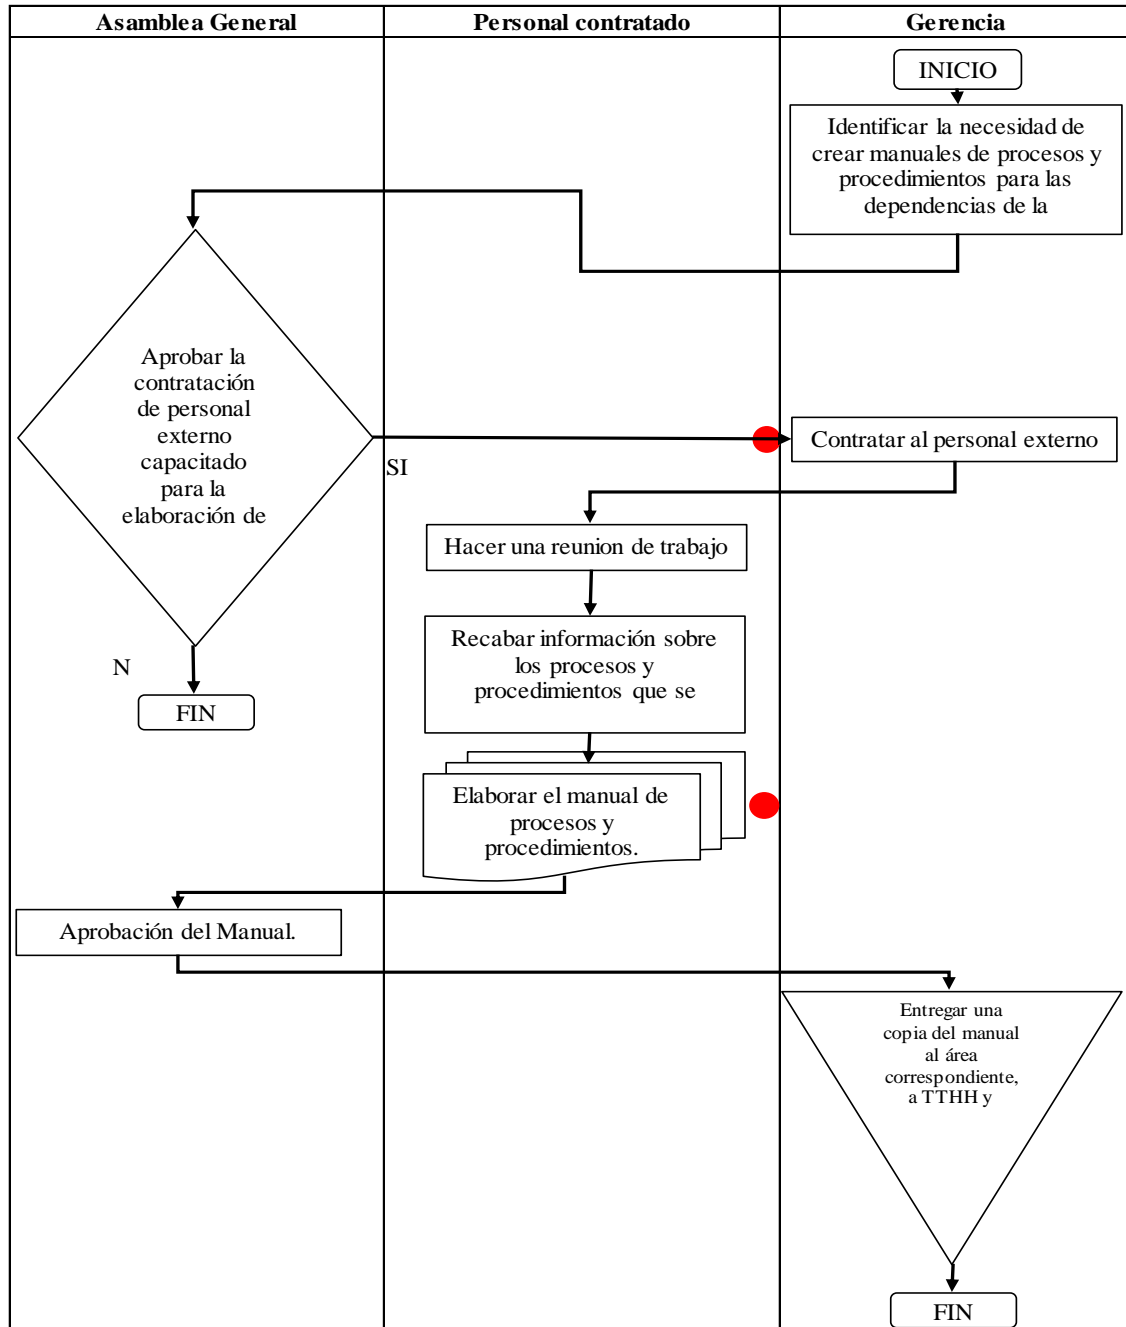 Asamblea General
Personal contratado
Gerencia
INICIO
Identificar la necesidad de
crear manuales de procesos y
procedimientos para las
dependencias de la
Aprobar la
contratación
de personal
externo
capacitado
para la
elaboración de
SI
Contratar al personal externo
Hacer una reunion de trabajo
Recabar información sobre
los procesos y
procedimientos que se
N
FIN
Elaborar el manual de
procesos y
procedimientos.
Aprobación del Manual.
Entregar una
copia del manual
al área
correspondiente,
a TTHH y
FIN